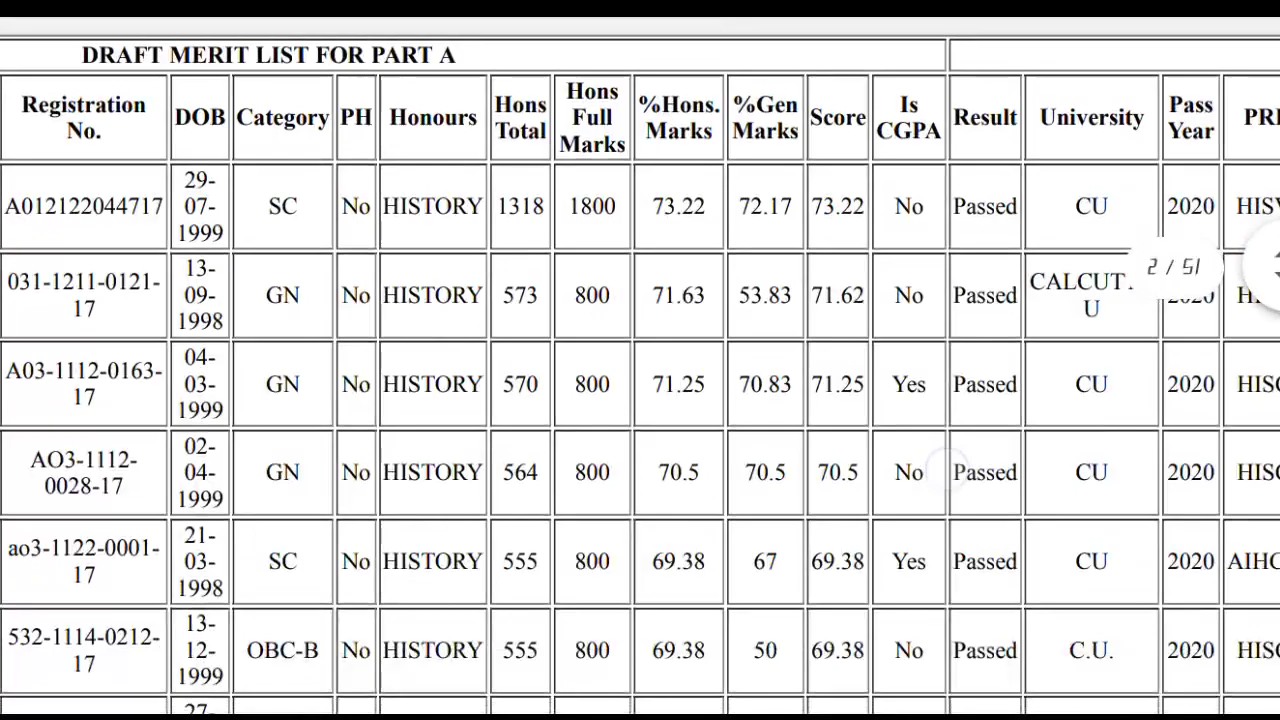 DRAFT MERIT LIST FOR PART A
Registration No. DOB Category PH Honours Hons Total Hons Full Marks %Hons. Marks %Gen Marks Score Is CGPA Result University Pass Year
A012122044717 29-07-1999 SC No HISTORY 1318 1800 73.22 72.17 73.22 No Passed CU 2020
031-1211-0121-17 13-09-1998 GN No HISTORY 573 800 71.63 53.83 71.62 No Passed U
2 / 51
A03-1112-0163-17 04-03-1999 GN No HISTORY 570 800 71.25 70.83 71.25 Yes Passed CU 2020
AO3-1112-0028-17 02-04-1999 GN No HISTORY 564 800 70.5 70.5 70.5 No Passed CU 2020
ao3-1122-0001-17 21-03-1998 SC No HISTORY 555 800 69.38 67 69.38 Yes Passed CU 2020
532-1114-0212-17 13-12-1999 OBC-B No HISTORY 555 800 69.38 50 69.38 No Passed C.U. 2020
27-